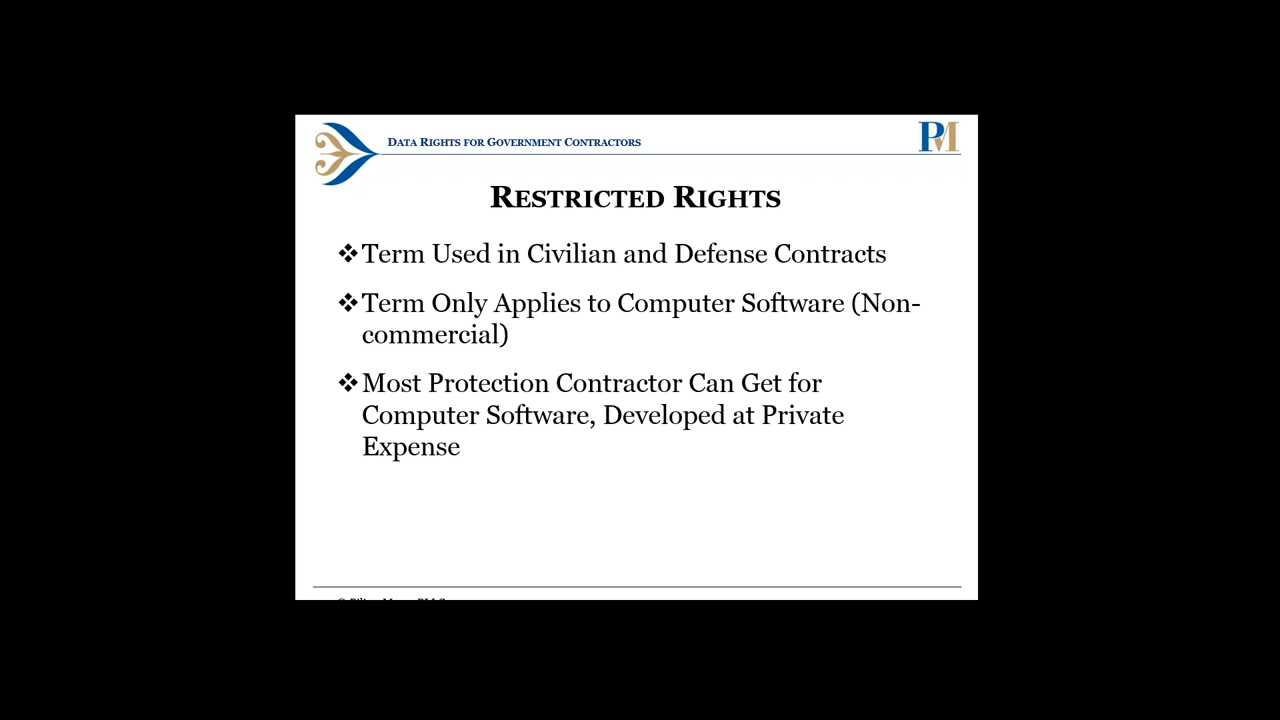 DATA RIGHTS FOR GOVERNMENT CONTRACTORS
PM
RESTRICTED RIGHTS
❖Term Used in Civilian and Defense Contracts
❖Term Only Applies to Computer Software (Non-
commercial)
❖Most Protection Contractor Can Get for
Computer Software, Developed at Private
Expense